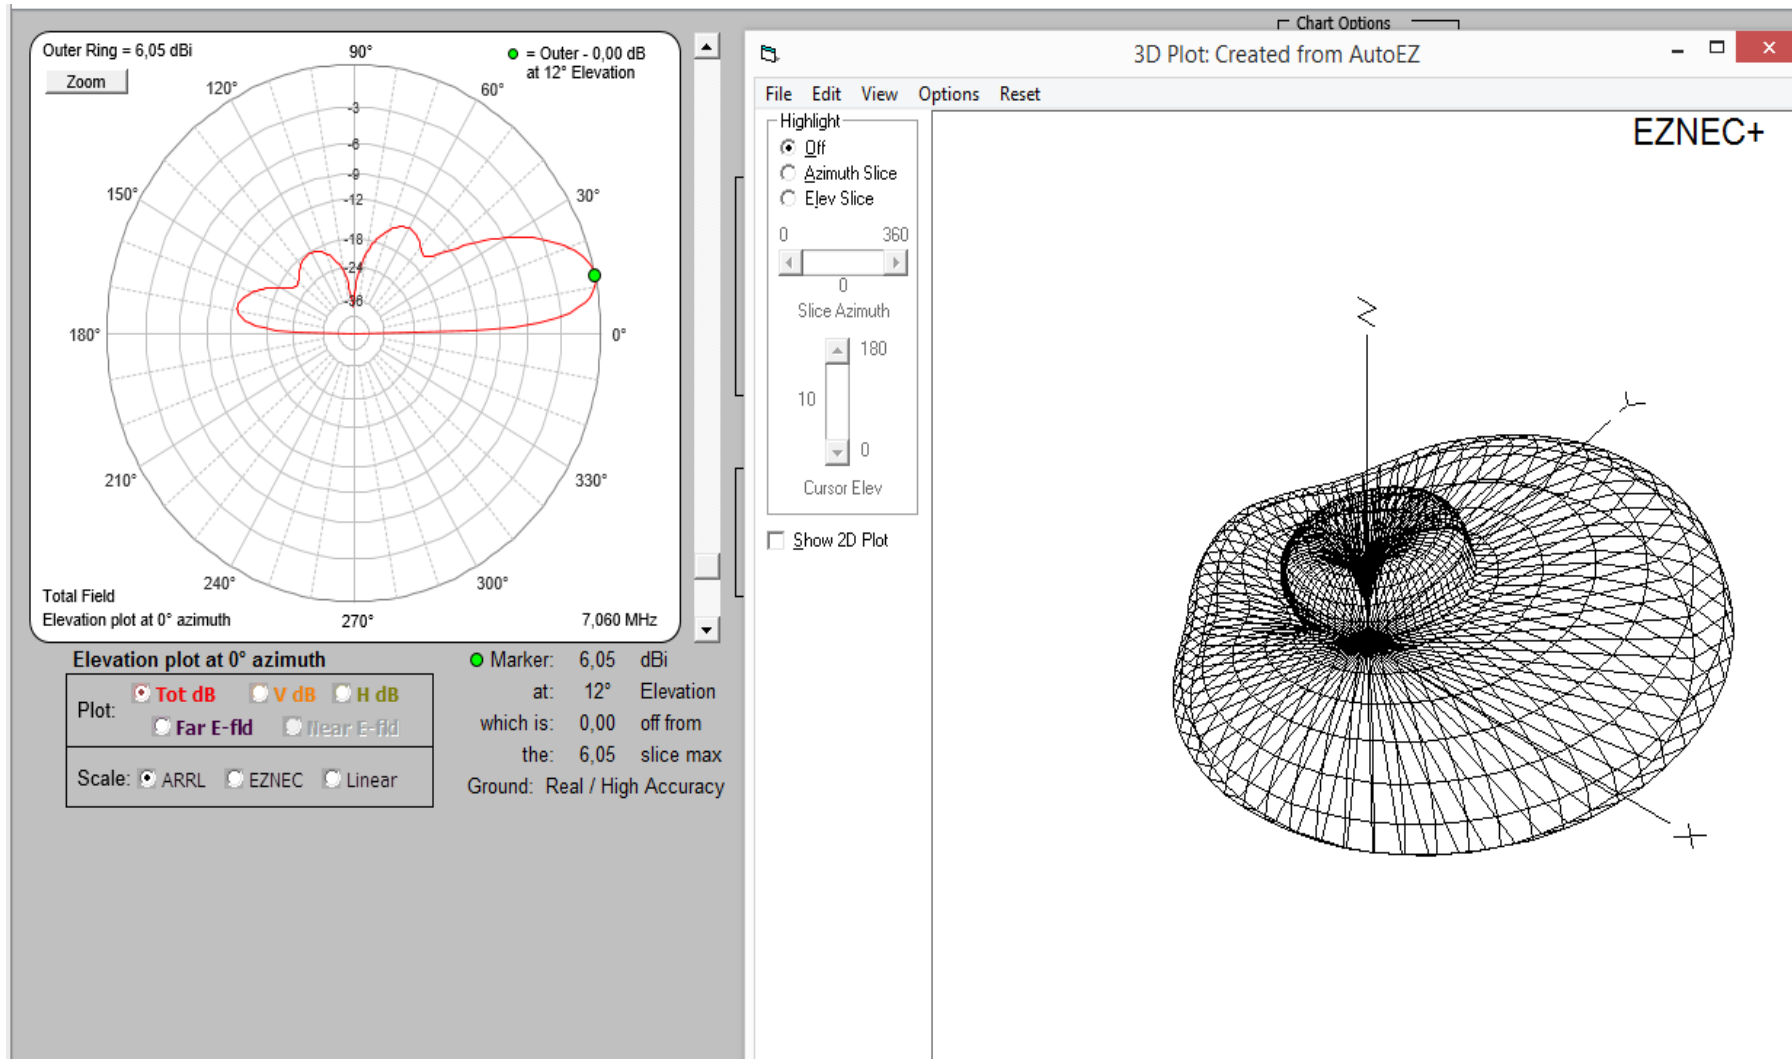 Chart Options
Outer Ring = 6,05 dBi
Zoom
= Outer - 0,00 dB
at 12° Elevation
90°
120°
60°
150°
30°
180°
0°
210°
330°
240°
300°
270°
-3
-6
-9
-12
-18
-24
-36
Total Field
Elevation plot at 0° azimuth
7,060 MHz
Elevation plot at 0° azimuth
Plot: Tot dB V dB H dB
Far E-fld Near E-fld
Scale: ARRL EZNEC Linear
Marker: 6,05 dBi
at: 12° Elevation
which is: 0,00 off from
the: 6,05 slice max
Ground: Real / High Accuracy
3D Plot: Created from AutoEZ
File Edit View Options Reset
Highlight
Off
Azimuth Slice
Elev Slice
0 360
0
Slice Azimuth
180
10
0
Cursor Elev
Show 2D Plot
EZNEC+
Z
Y
X